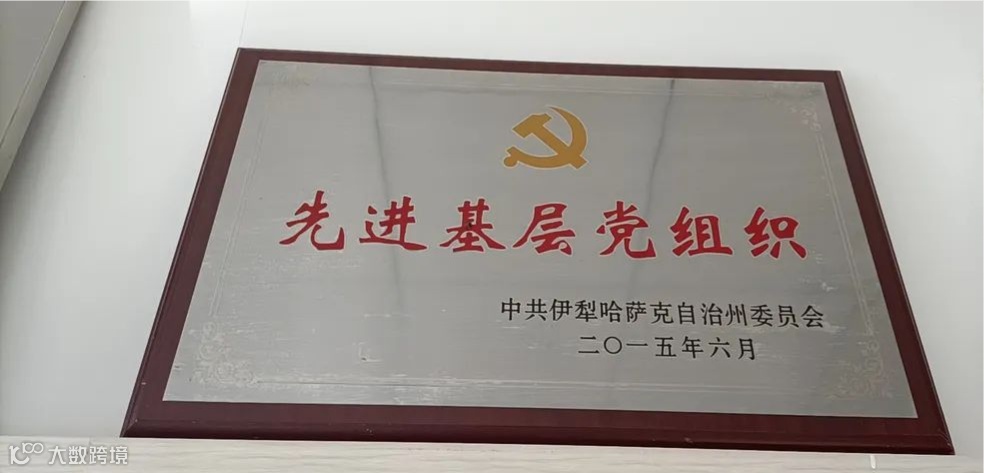 先进基层党组织
中共伊犁哈萨克自治州委员会
二〇一五年六月
大数跨境